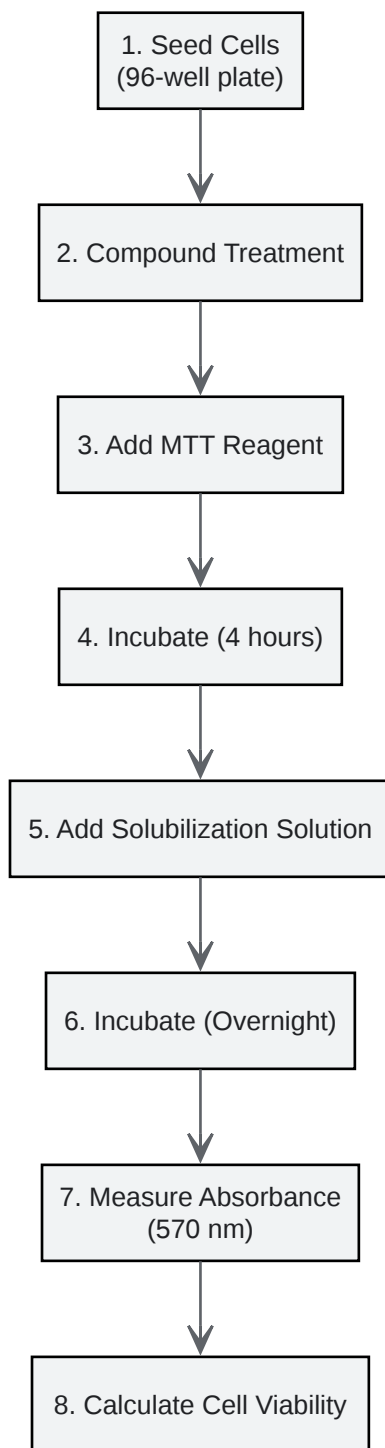 1. Seed Cells
(96-well plate)
2. Compound Treatment
3. Add MTT Reagent
4. Incubate (4 hours)
5. Add Solubilization Solution
6. Incubate (Overnight)
7. Measure Absorbance
(570 nm)
8. Calculate Cell Viability